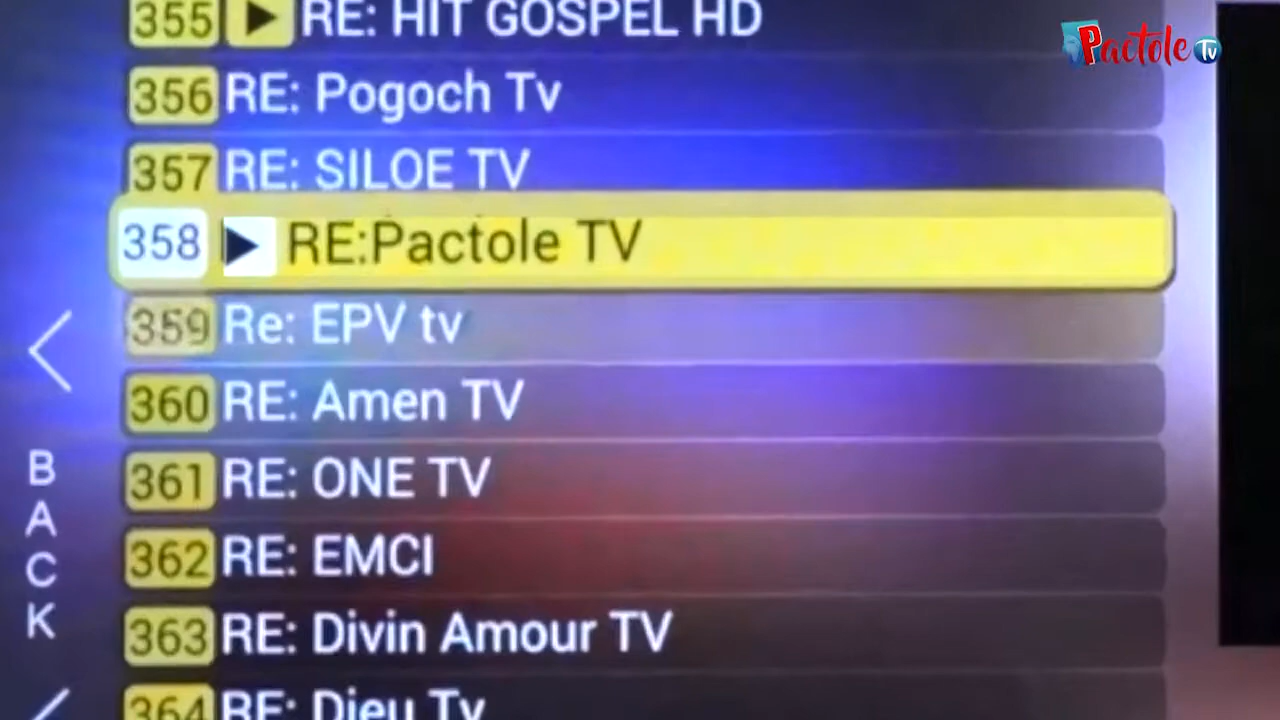 355 RE: HIT GOSPEL HD
Pactole Tv
356 RE: Pogoch Tv
357 RE: SILOE TV
358 RE:Pactole TV
359 Re: EPV tv
360 RE: Amen TV
361 RE: ONE TV
362 RE: EMCI
363 RE: Divin Amour TV
364 RE: Dieu Tv
BACK